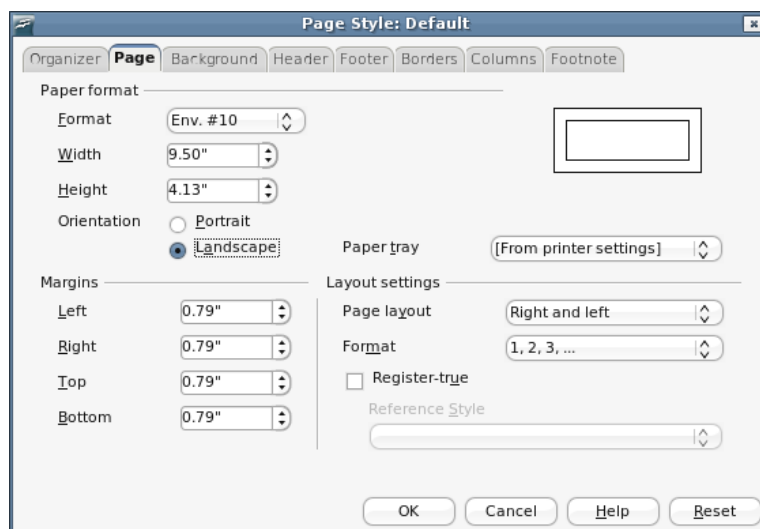 Page Style: Default
Organizer Page Background Header Footer Borders Columns Footnote
Paper format
Format Env. #10
Width 9.50"
Height 4.13"
Orientation Portrait
Landscape Paper tray [From printer settings]
Margins Layout settings
Left 0.79" Page layout Right and left
Right 0.79" Format 1, 2, 3, ...
Top 0.79" Register-true
Bottom 0.79" Reference Style
OK Cancel Help Reset